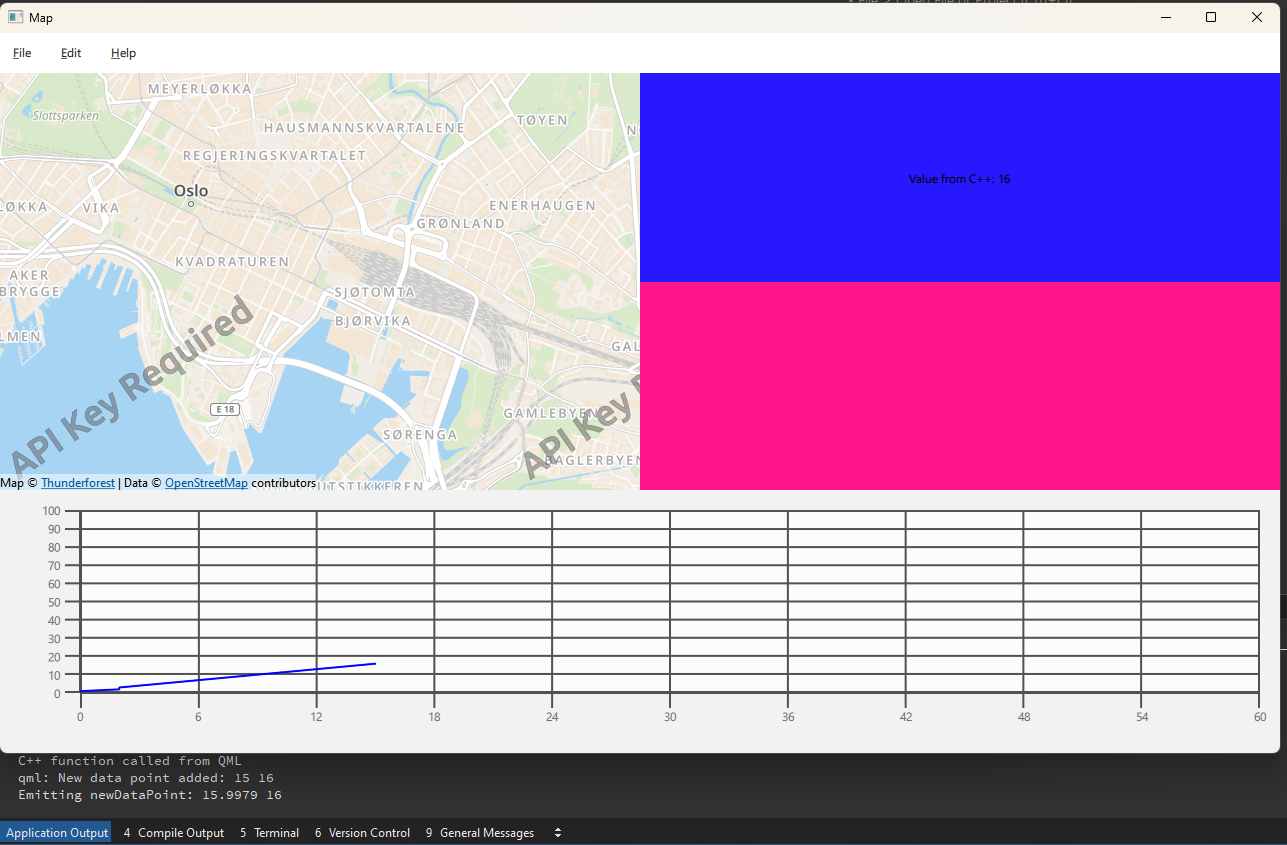 Map
File Edit Help
MEYERLØKKA
Slottsparken
TØYEN
HAUSMANNSKVARTALENE
REGJERINGSKVARTALET
Oslo
ENERHAUGEN
LØKKA
VIKA
GRØNLAND
KVADRATUREN
AKER
BRYGGE
SJØTOMTA
BJØRVIKA
LMEN
GAL
API Key Required
E 18
API Key
GAMLEBYEN
SØRENGA
BAGLERBYEN
UTSTIKKEREN
Map © Thunderforest | Data © OpenStreetMap contributors
Value from C++: 16
100
90
80
70
60
50
40
30
20
10
0
0 6 12 18 24 30 36 42 48 54 60
C++ function called from QML
qml: New data point added: 15 16
Emitting newDataPoint: 15.9979 16
Application Output 4 Compile Output 5 Terminal 6 Version Control 9 General Messages